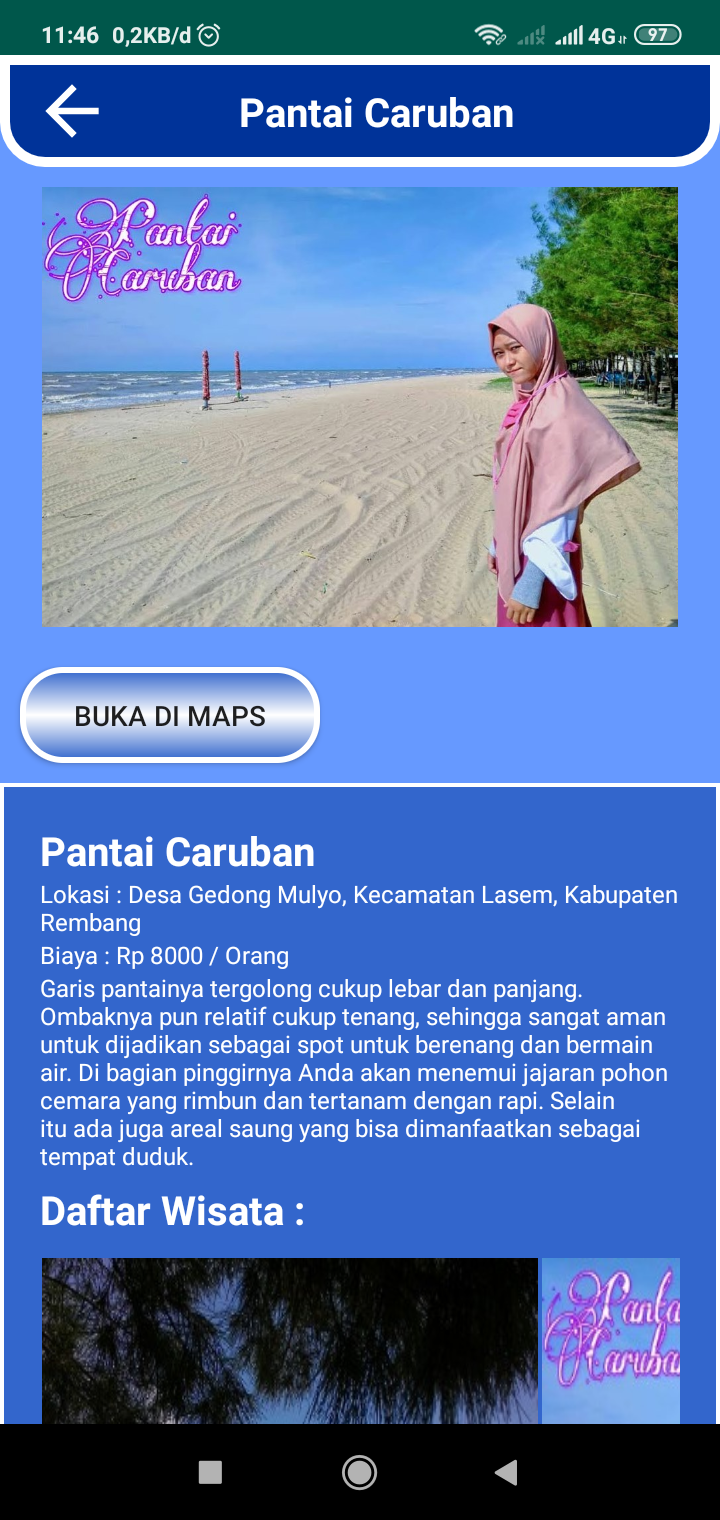 11:46 0,2KB/d 4G 97
Pantai Caruban
Pantai
Caruban
BUKA DI MAPS
Pantai Caruban
Lokasi : Desa Gedong Mulyo, Kecamatan Lasem, Kabupaten
Rembang
Biaya : Rp 8000 / Orang
Garis pantainya tergolong cukup lebar dan panjang.
Ombaknya pun relatif cukup tenang, sehingga sangat aman
untuk dijadikan sebagai spot untuk berenang dan bermain
air. Di bagian pinggirnya Anda akan menemui jajaran pohon
cemara yang rimbun dan tertanam dengan rapi. Selain
itu ada juga areal saung yang bisa dimanfaatkan sebagai
tempat duduk.
Daftar Wisata :
Panta
Caruba